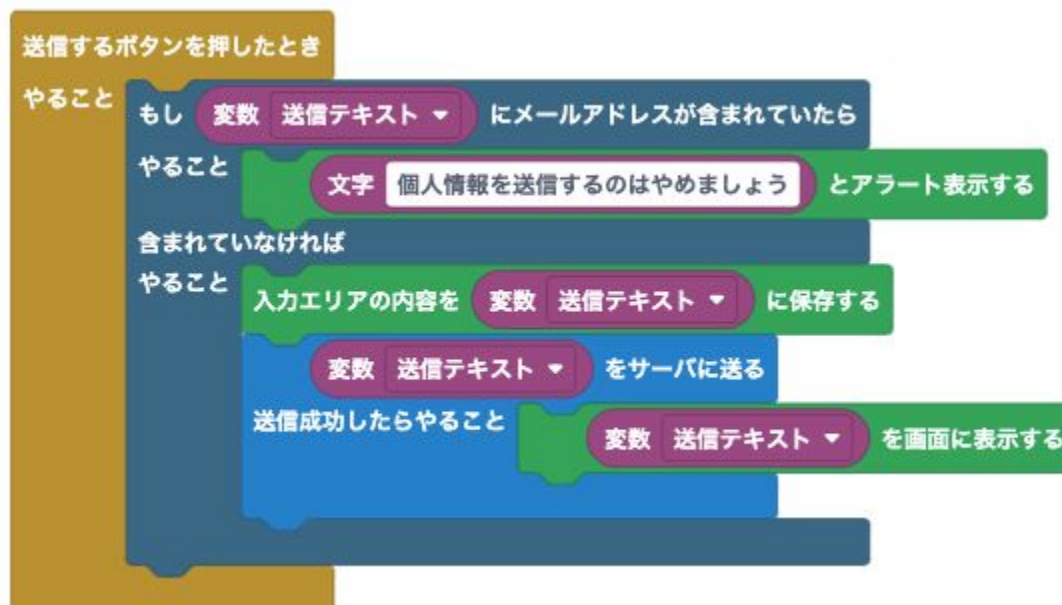 送信するボタンを押したとき
やること もし 変数 送信テキスト にメールアドレスが含まれていたら
やること 文字 個人情報を送信するのはやめましょう とアラート表示する
含まれていなければ
やること 入力エリアの内容を 変数 送信テキスト に保存する
変数 送信テキスト をサーバに送る
送信成功したらやること 変数 送信テキスト を画面に表示する